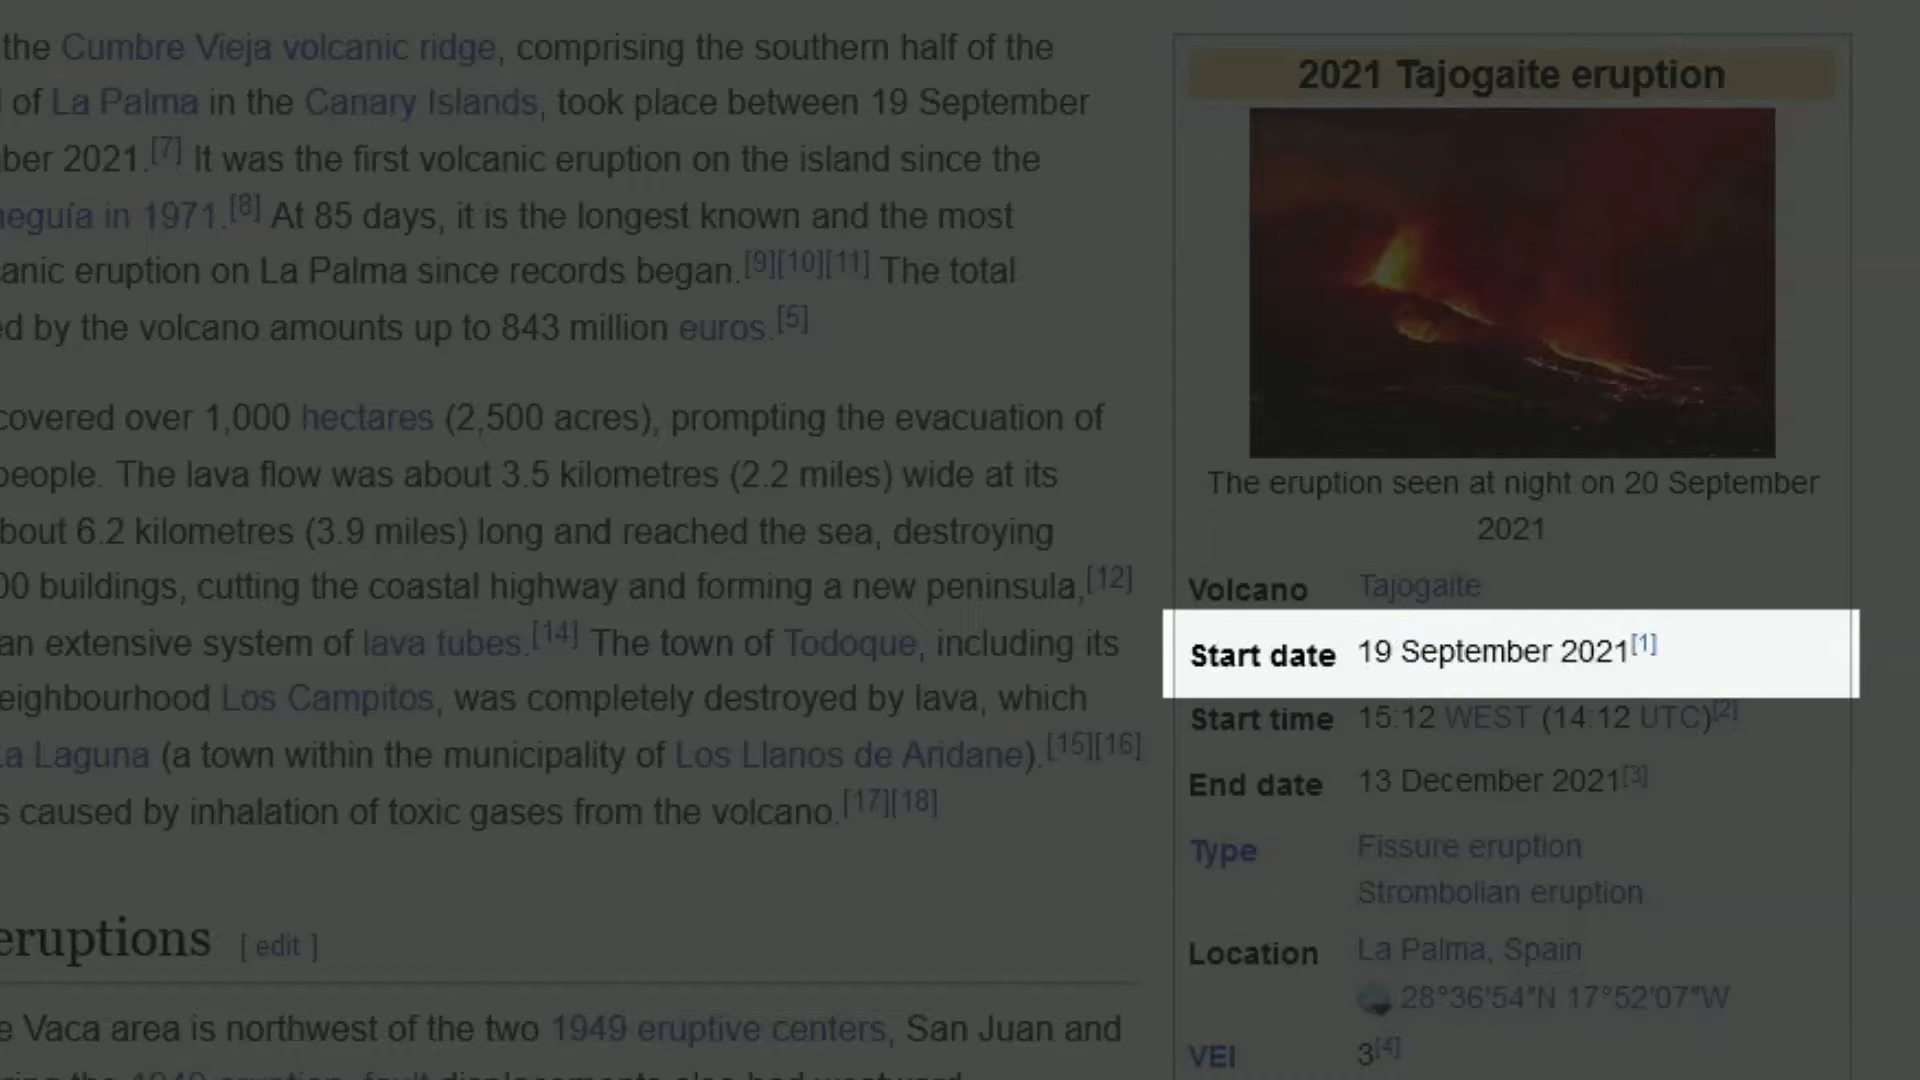 the Cumbre Vieja volcanic ridge, comprising the southern half of the
of La Palma in the Canary Islands, took place between 19 September
ber 2021.[7] It was the first volcanic eruption on the island since the
neguía in 1971.[8] At 85 days, it is the longest known and the most
anic eruption on La Palma since records began.[9][10][11] The total
ed by the volcano amounts up to 843 million euros.[5]
covered over 1,000 hectares (2,500 acres), prompting the evacuation of
people. The lava flow was about 3.5 kilometres (2.2 miles) wide at its
bout 6.2 kilometres (3.9 miles) long and reached the sea, destroying
00 buildings, cutting the coastal highway and forming a new peninsula,[12]
an extensive system of lava tubes.[14] The town of Todoque, including its
eighbourhood Los Campitos, was completely destroyed by lava, which
La Laguna (a town within the municipality of Los Llanos de Aridane).[15][16]
s caused by inhalation of toxic gases from the volcano.[17][18]
eruptions [ edit ]
e Vaca area is northwest of the two 1949 eruptive centers, San Juan and
the 1949 eruption, fault displacements also had westward
2021 Tajogaite eruption
The eruption seen at night on 20 September
2021
Volcano Tajogaite
Start date 19 September 2021[1]
Start time 15:12 WEST (14:12 UTC)[2]
End date 13 December 2021[3]
Type Fissure eruption
Strombolian eruption
Location La Palma, Spain
28°36′54″N 17°52′07″W
VEI 3[4]